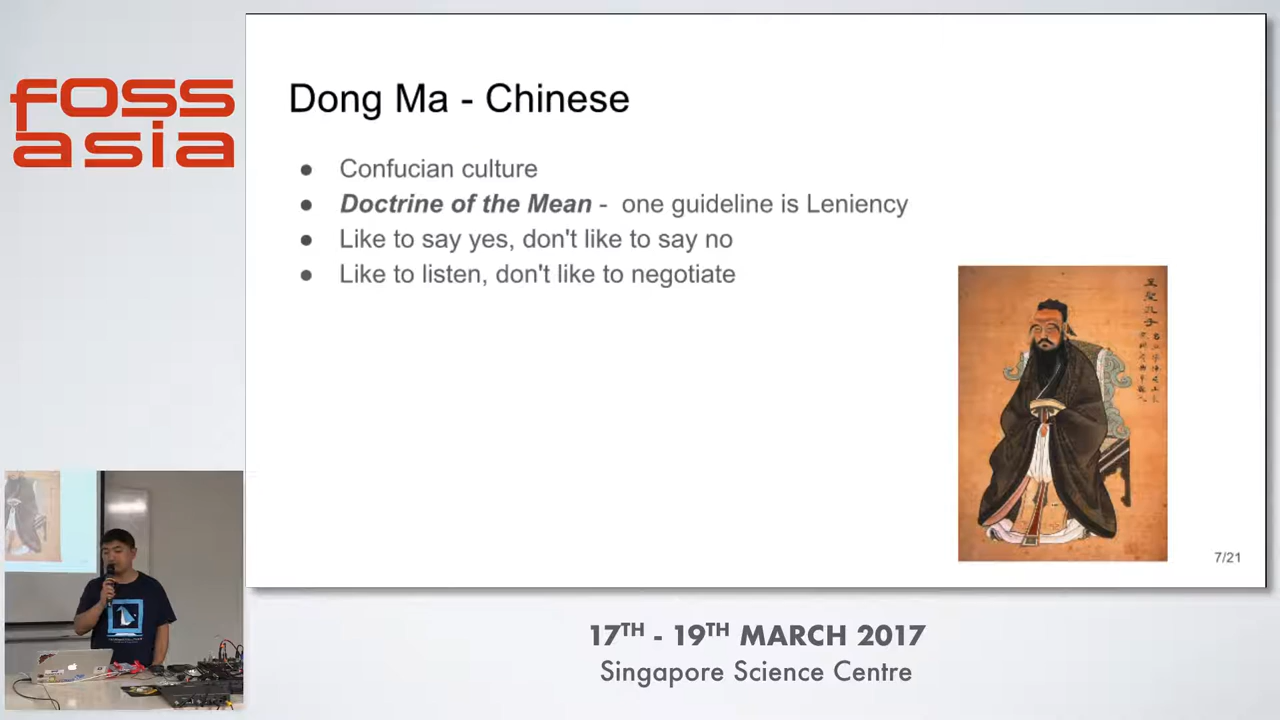 foss
asia
Dong Ma - Chinese
● Confucian culture
● Doctrine of the Mean - one guideline is Leniency
● Like to say yes, don't like to say no
● Like to listen, don't like to negotiate
7/21
17TH - 19TH MARCH 2017
Singapore Science Centre